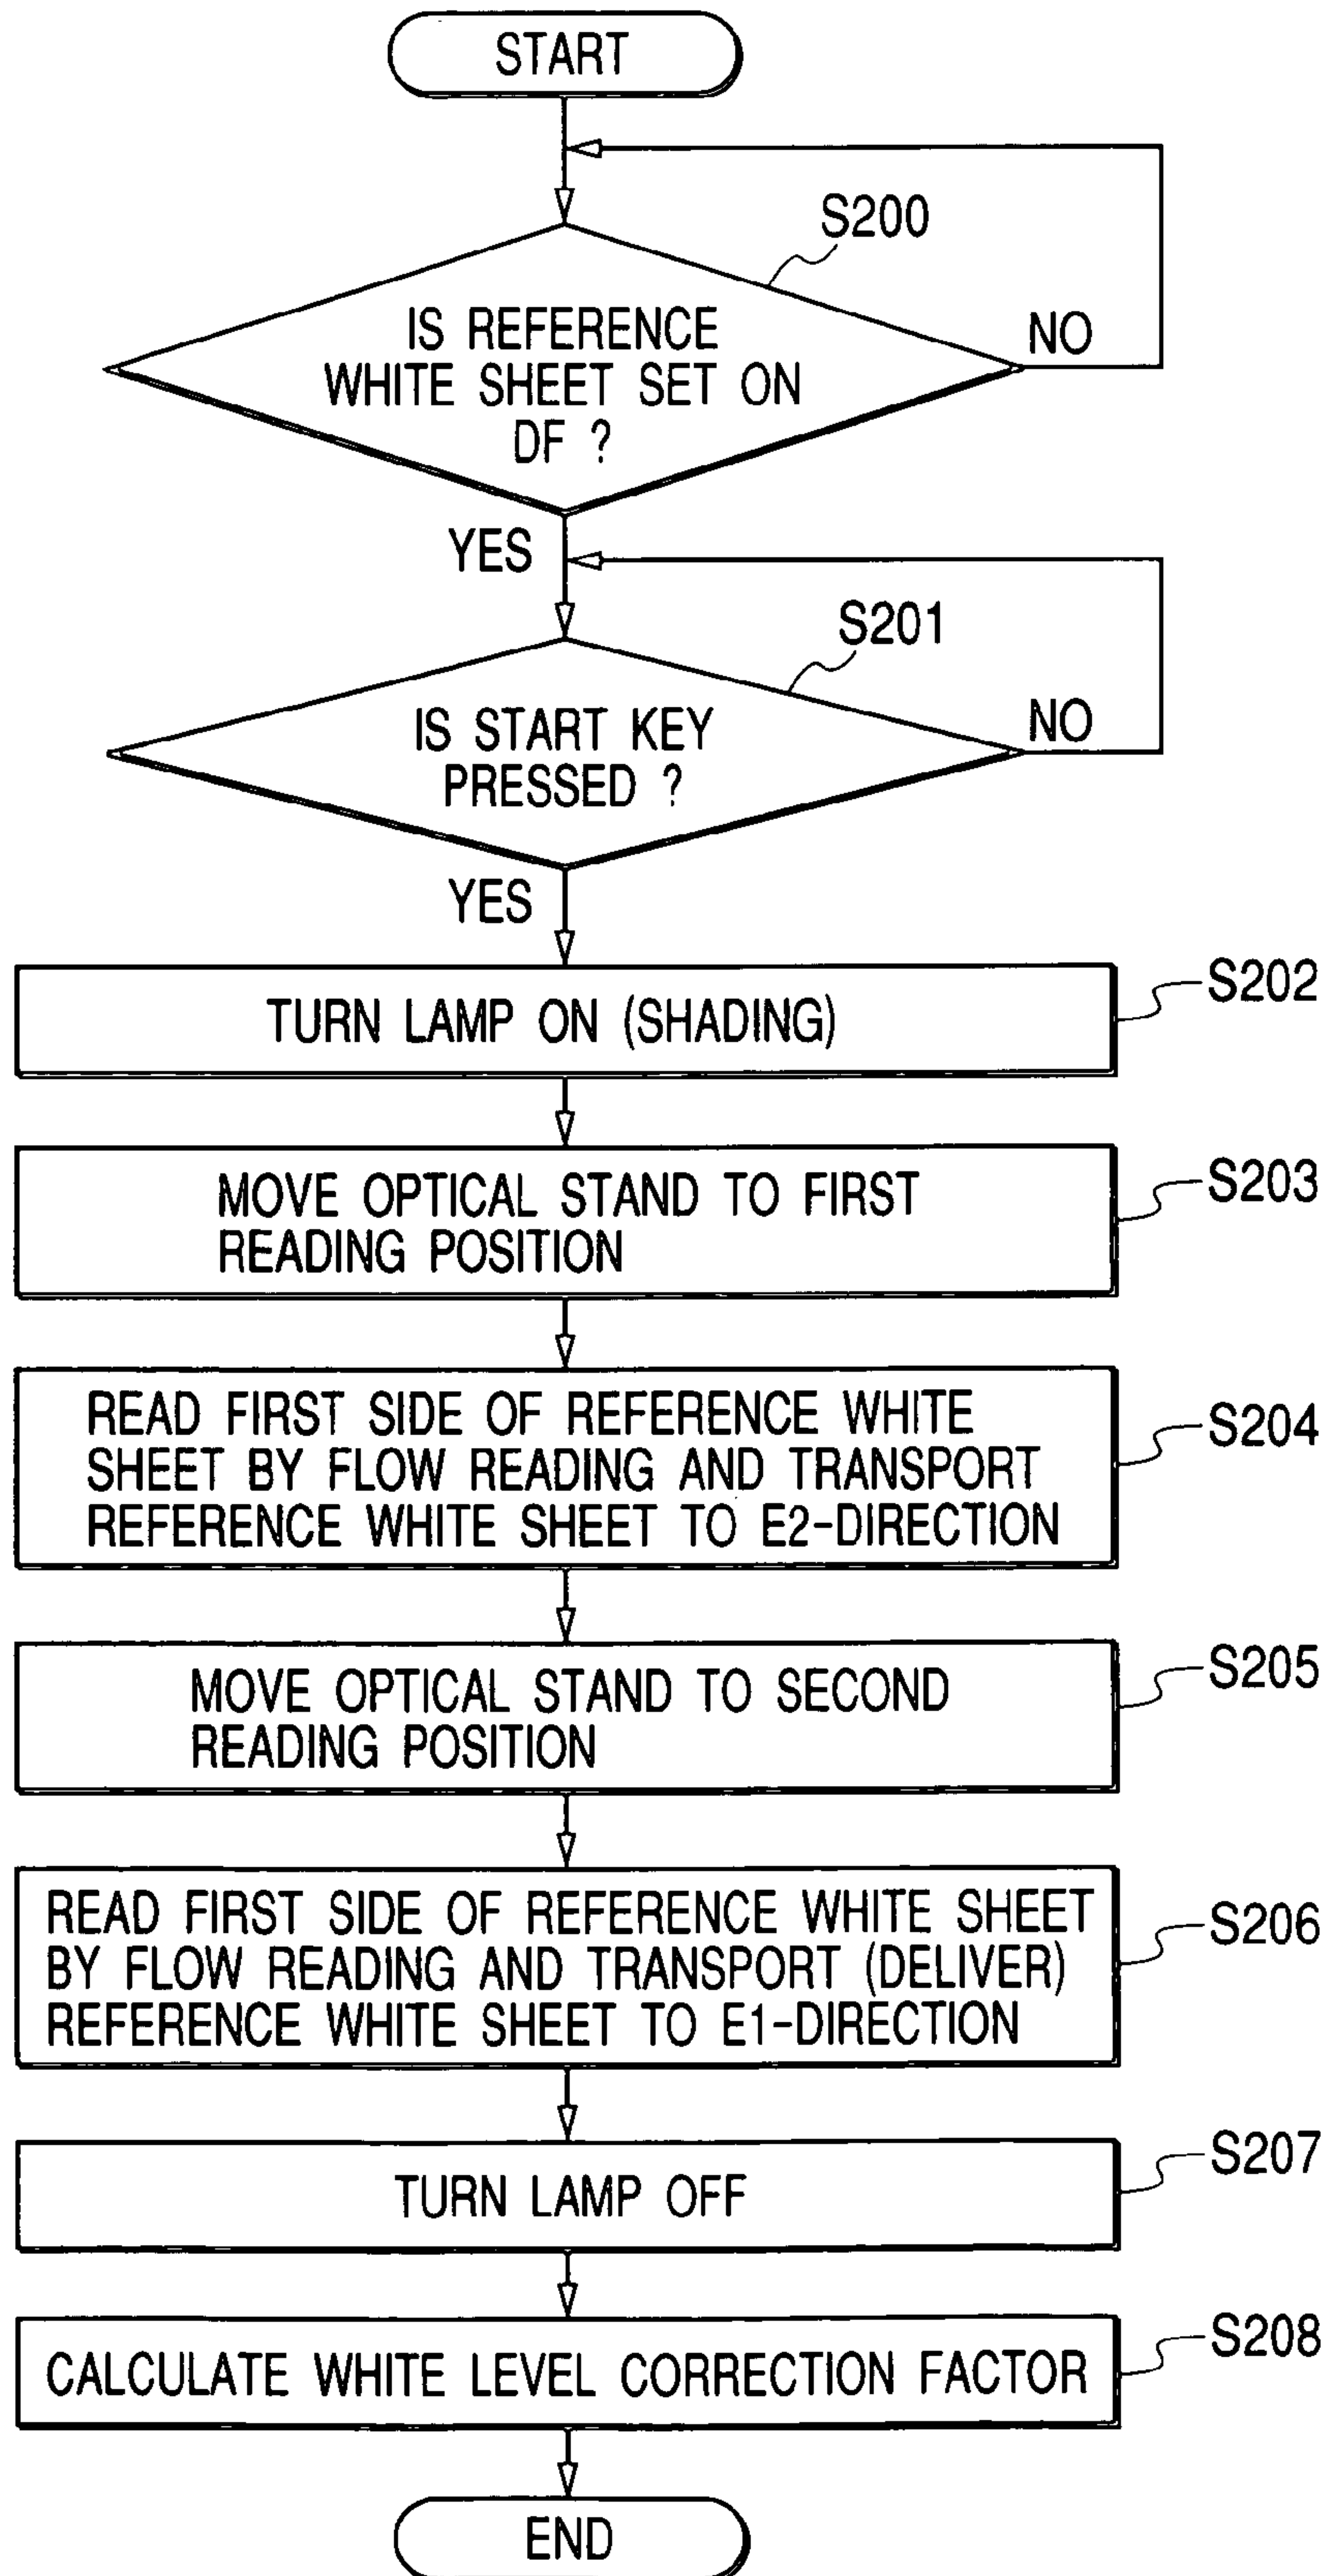 START
S200
IS REFERENCE
WHITE SHEET SET ON
DF ?
NO
YES
S201
IS START KEY
PRESSED ?
NO
YES
TURN LAMP ON (SHADING)
S202
MOVE OPTICAL STAND TO FIRST
READING POSITION
S203
READ FIRST SIDE OF REFERENCE WHITE
SHEET BY FLOW READING AND TRANSPORT
REFERENCE WHITE SHEET TO E2-DIRECTION
S204
MOVE OPTICAL STAND TO SECOND
READING POSITION
S205
READ FIRST SIDE OF REFERENCE WHITE SHEET
BY FLOW READING AND TRANSPORT (DELIVER)
REFERENCE WHITE SHEET TO E1-DIRECTION
S206
TURN LAMP OFF
S207
CALCULATE WHITE LEVEL CORRECTION FACTOR
S208
END